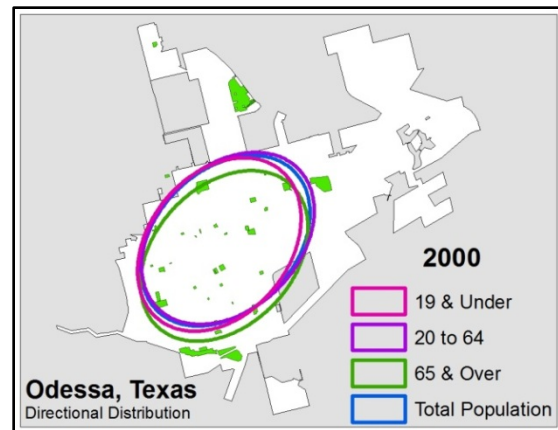 2000
19 & Under
20 to 64
65 & Over
Total Population
Odessa, Texas
Directional Distribution